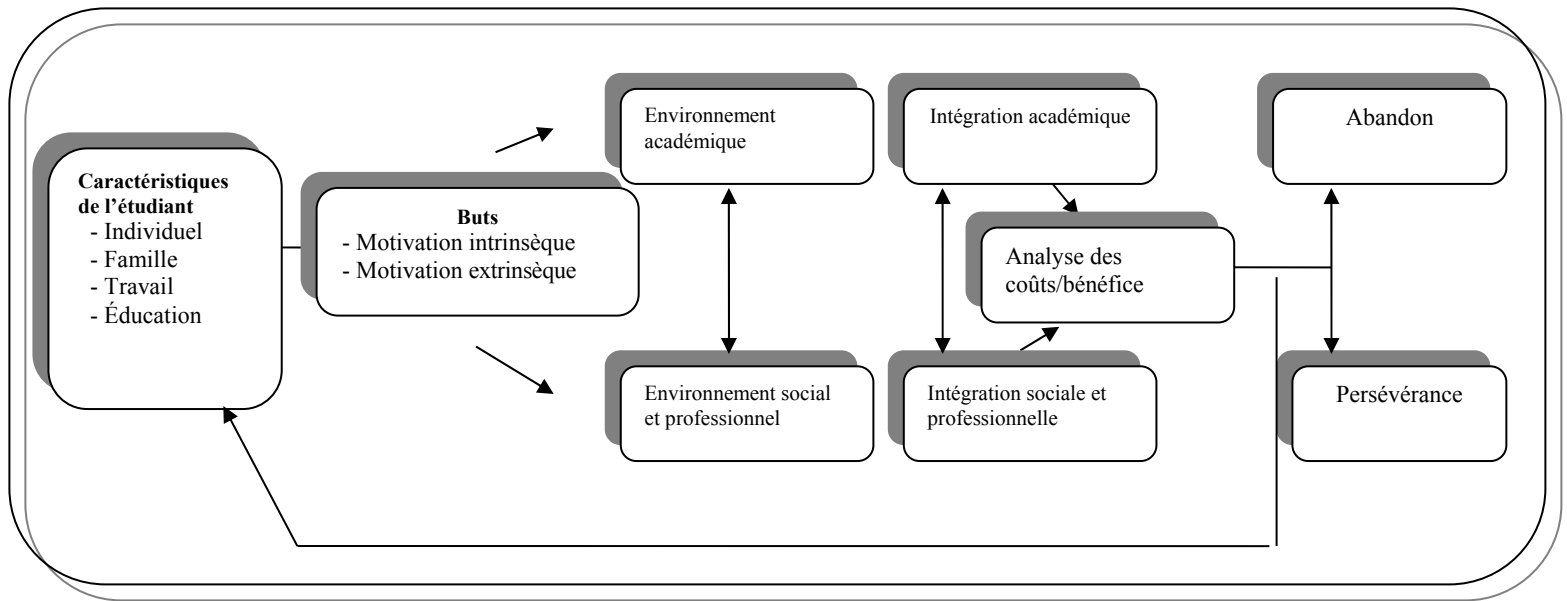 Caractéristiques
de l'étudiant
- Individuel
- Famille
- Travail
- Éducation
Buts
- Motivation intrinsèque
- Motivation extrinsèque
Environnement
académique
Environnement social
et professionnel
Intégration académique
Intégration sociale et
professionnelle
Analyse des
coûts/bénéfice
Abandon
Persévérance